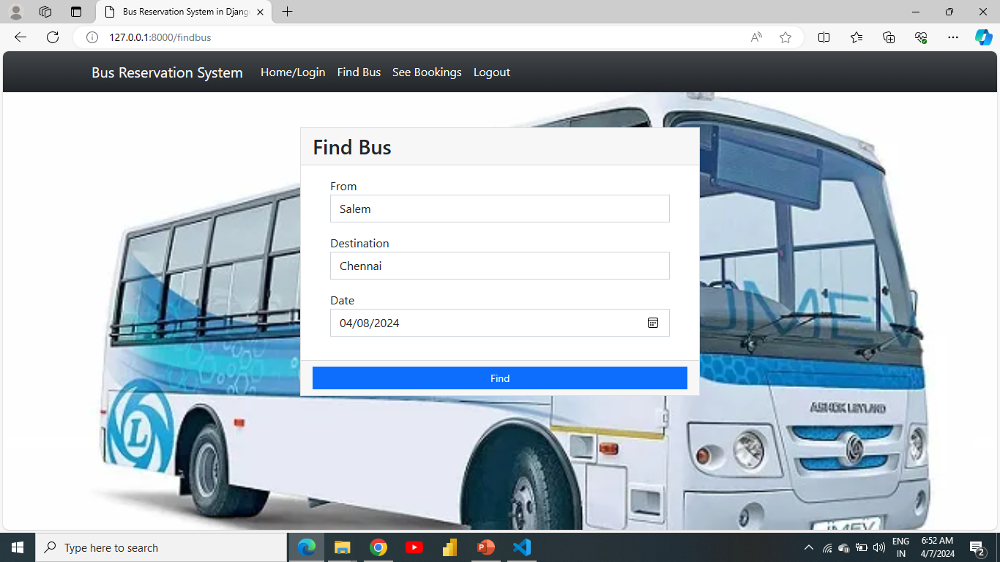 Bus Reservation System in Djang
127.0.0.1:8000/findbus
Bus Reservation System Home/Login Find Bus See Bookings Logout
Find Bus
From
Salem
Destination
Chennai
Date
04/08/2024
Find
JMEV
ASHOK LEYLAND
L
JMEV
Type here to search
ENG
IN
6:52 AM
4/7/2024
2